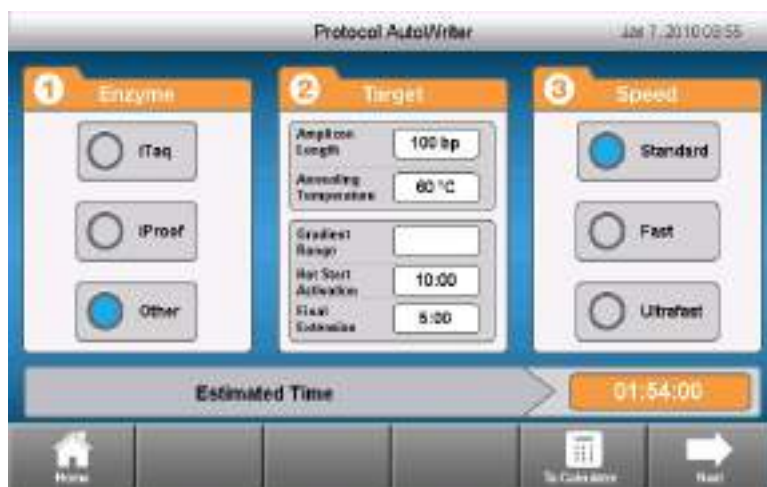 Protocol AutoWriter
Jan 7, 2010 09:56
1 Enzyme
iTaq
iProof
Other
2 Target
Amplicon
Length
100 bp
Annealing
Temperature
60 °C
Gradient
Range
Hot Start
Activation
10:00
Final
Extension
5:00
3 Speed
Standard
Fast
Ultrafast
Estimated Time
01:54:00
Home
To Calculator
Next